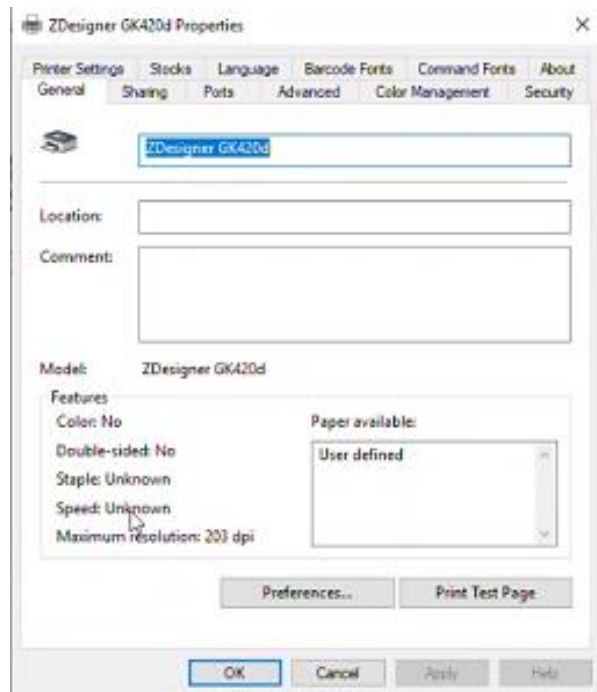 ZDesigner GK420d Properties
Printer Settings Stocks Language Barcode Fonts Command Fonts About
General Sharing Ports Advanced Color Management Security
ZDesigner GK420d
Location:
Comment:
Model: ZDesigner GK420d
Features
Color: No
Paper available:
Double-sided: No
User defined
Staple: Unknown
Speed: Unknown
Maximum resolution: 203 dpi
Preferences... Print Test Page
OK Cancel Apply Help